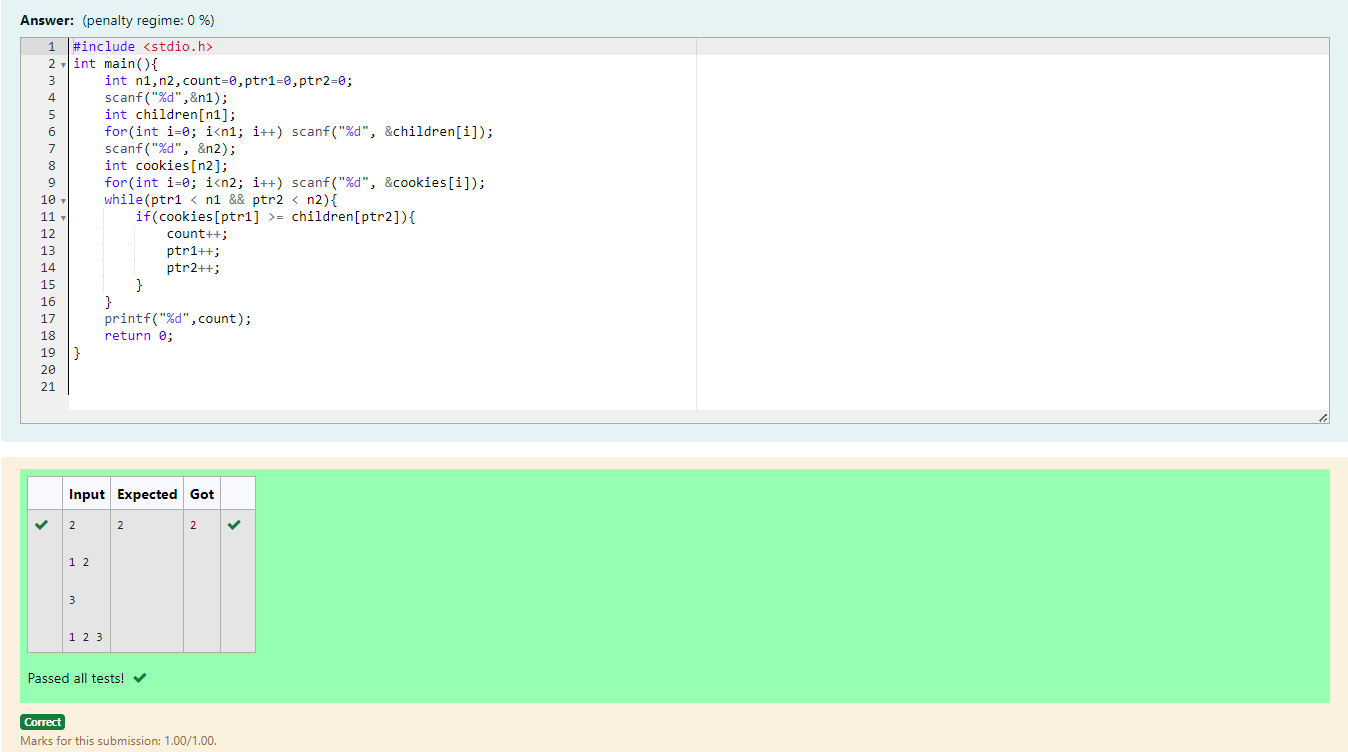 Answer: (penalty regime: 0 %)
1 #include <stdio.h>
2 int main(){
3     int n1,n2,count=0,ptr1=0,ptr2=0;
4     scanf("%d",&n1);
5     int children[n1];
6     for(int i=0; i<n1; i++) scanf("%d", &children[i]);
7     scanf("%d", &n2);
8     int cookies[n2];
9     for(int i=0; i<n2; i++) scanf("%d", &cookies[i]);
10     while(ptr1 < n1 && ptr2 < n2){
11         if(cookies[ptr1] >= children[ptr2]){
12             count++;
13             ptr1++;
14             ptr2++;
15         }
16     }
17     printf("%d",count);
18     return 0;
19 }
20
21
Input Expected Got
2 2 2
1 2
3
1 2 3
Passed all tests!
Correct
Marks for this submission: 1.00/1.00.